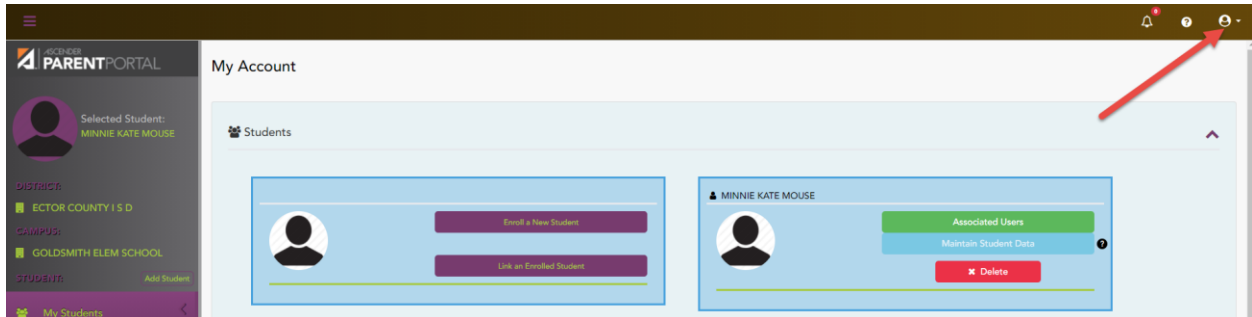 0
?
ASCENDER
PARENTPORTAL
Selected Student:
MINNIE KATE MOUSE
DISTRICT:
ECTOR COUNTY I S D
CAMPUS:
GOLDSMITH ELEM SCHOOL
STUDENT:
Add Student
My Students
My Account
Students
Enroll a New Student
Link an Enrolled Student
MINNIE KATE MOUSE
Associated Users
Maintain Student Data
?
✖ Delete